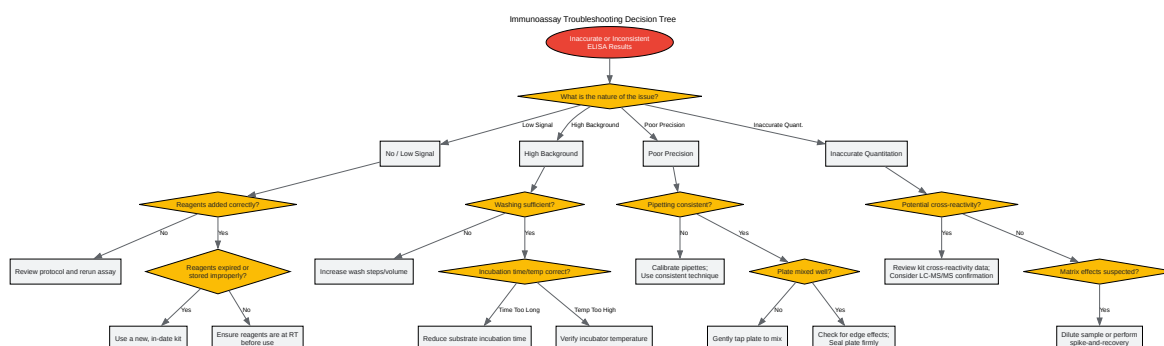 Immunoassay Troubleshooting Decision Tree
Inaccurate or Inconsistent
ELISA Results
What is the nature of the issue?
Low Signal
High Background
Poor Precision
Inaccurate Quant.
No / Low Signal
High Background
Poor Precision
Inaccurate Quantitation
Reagents added correctly?
Washing sufficient?
Pipetting consistent?
Potential cross-reactivity?
No
Yes
No
Yes
No
Yes
Yes
No
Review protocol and rerun assay
Reagents expired or
stored improperly?
Increase wash steps/volume
Incubation time/temp correct?
Calibrate pipettes;
Use consistent technique
Plate mixed well?
Review kit cross-reactivity data;
Consider LC-MS/MS confirmation
Matrix effects suspected?
Yes
No
Time Too Long
Temp Too High
No
Yes
Yes
Use a new, in-date kit
Ensure reagents are at RT
before use
Reduce substrate incubation time
Verify incubator temperature
Gently tap plate to mix
Check for edge effects;
Seal plate firmly
Dilute sample or perform
spike-and-recovery